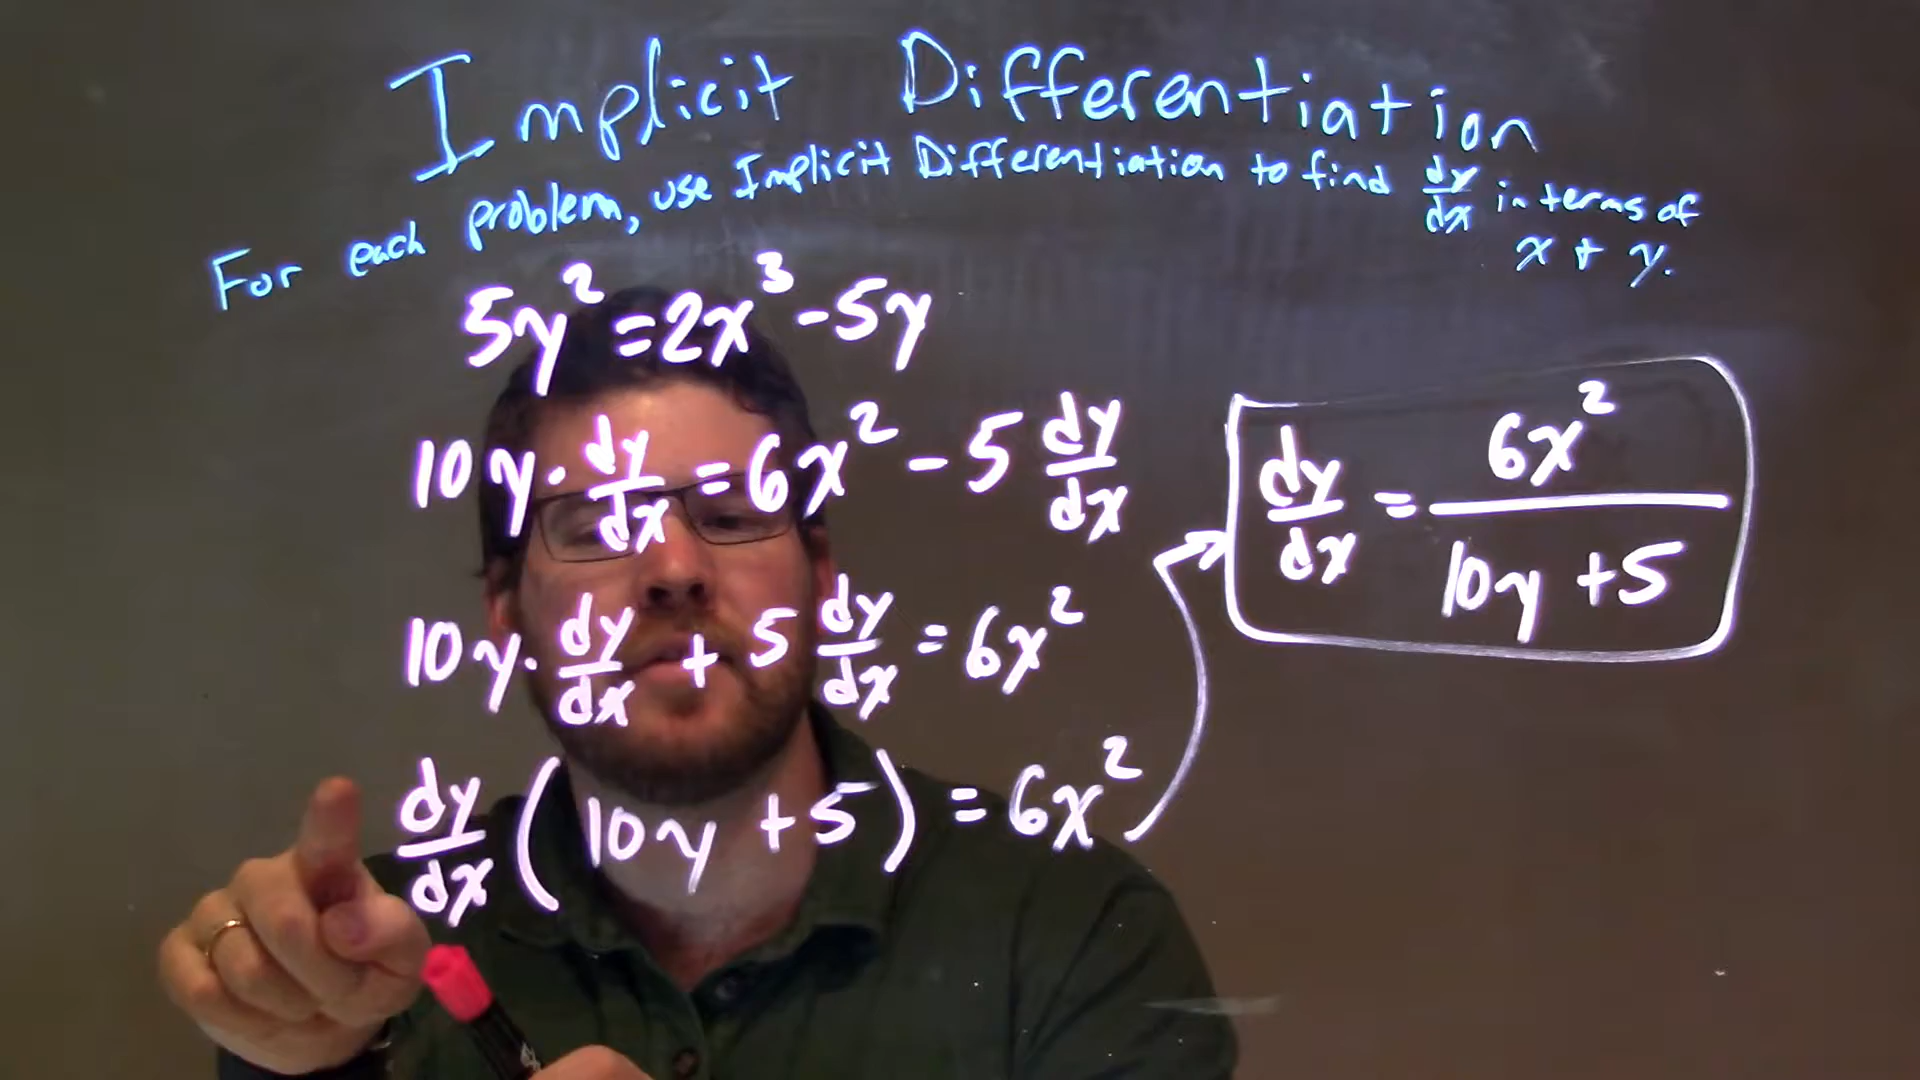 Implicit Differentiation
For each problem, use Implicit Differentiation to find dy/dx in terms of
x + y.
5y² = 2x³ - 5y
10y · dy/dx = 6x² - 5 dy/dx
10y · dy/dx + 5 dy/dx = 6x²
dy/dx (10y + 5) = 6x²
dy/dx = 6x² / 10y + 5